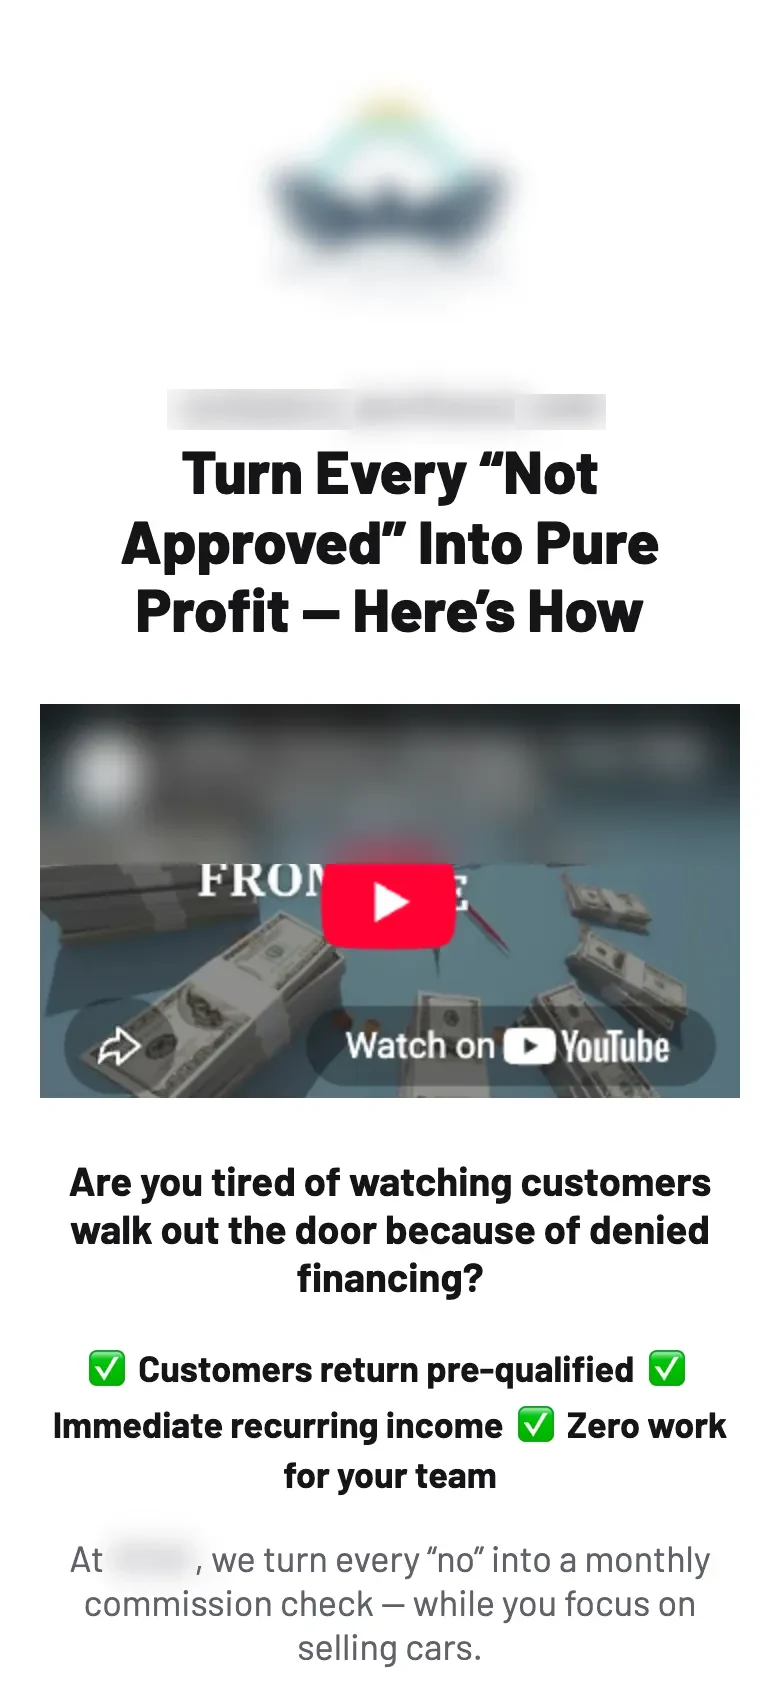 Turn Every “Not
Approved” Into Pure
Profit — Here’s How
Watch on YouTube
Are you tired of watching customers
walk out the door because of denied
financing?
✅ Customers return pre-qualified ✅
Immediate recurring income ✅ Zero work
for your team
At , we turn every “no” into a monthly
commission check — while you focus on
selling cars.